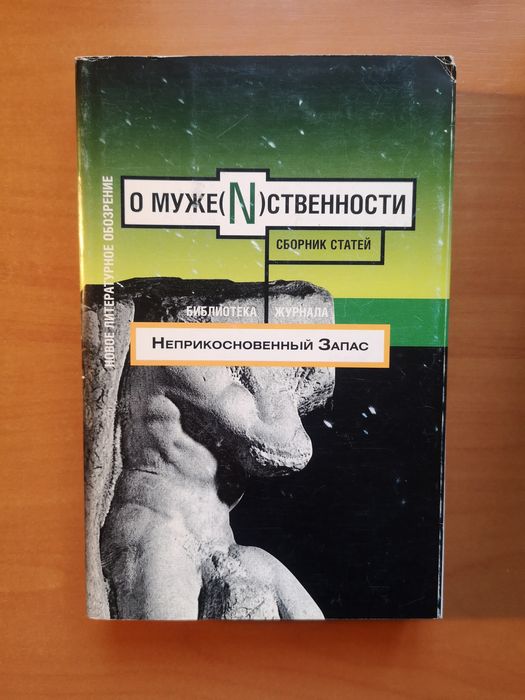 О МУЖЕ(N)СТВЕННОСТИ
СБОРНИК СТАТЕЙ
НОВОЕ ЛИТЕРАТУРНОЕ ОБОЗРЕНИЕ
БИБЛИОТЕКА ЖУРНАЛА
НЕПРИКОСНОВЕННЫЙ ЗАПАС